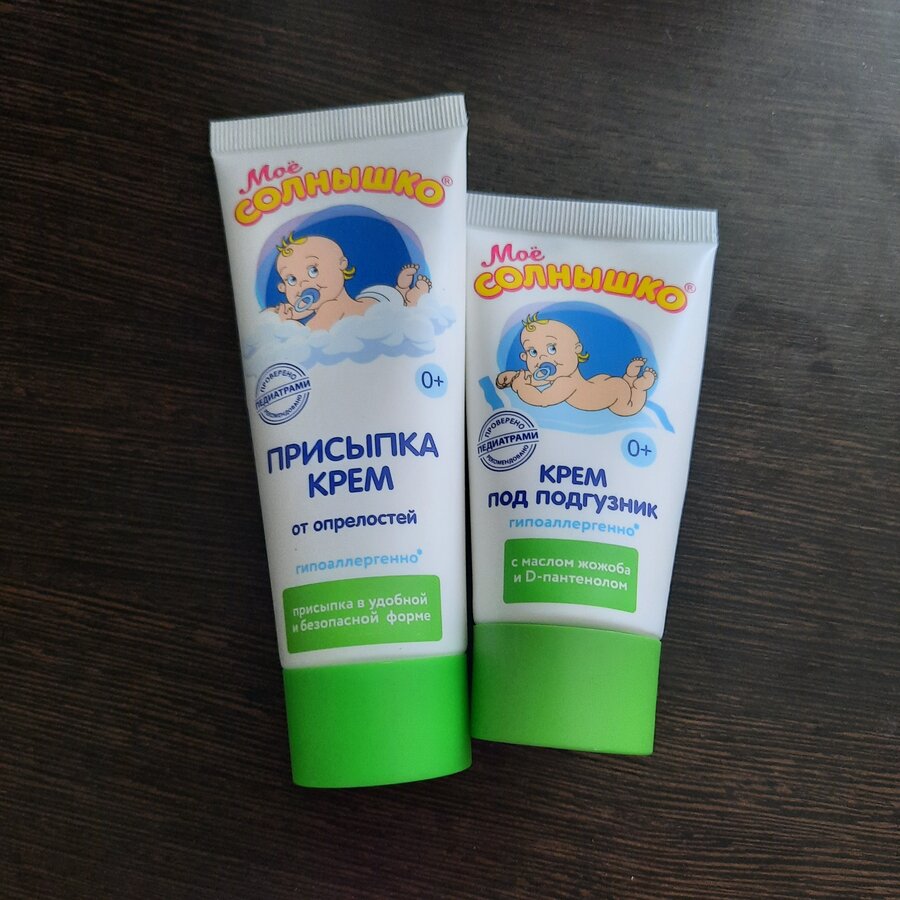 Моё
СОЛНЫШКО®
ПРОВЕРЕНО
ПЕДИАТРАМИ
РЕКОМЕНДОВАНО
0+
ПРИСЫПКА
КРЕМ
от опрелостей
гипоаллергенно*
присыпка в удобной
и безопасной форме
Моё
СОЛНЫШКО®
ПРОВЕРЕНО
ПЕДИАТРАМИ
РЕКОМЕНДОВАНО
0+
КРЕМ
ПОД ПОДГУЗНИК
гипоаллергенно*
с маслом жожоба
и D-пантенолом